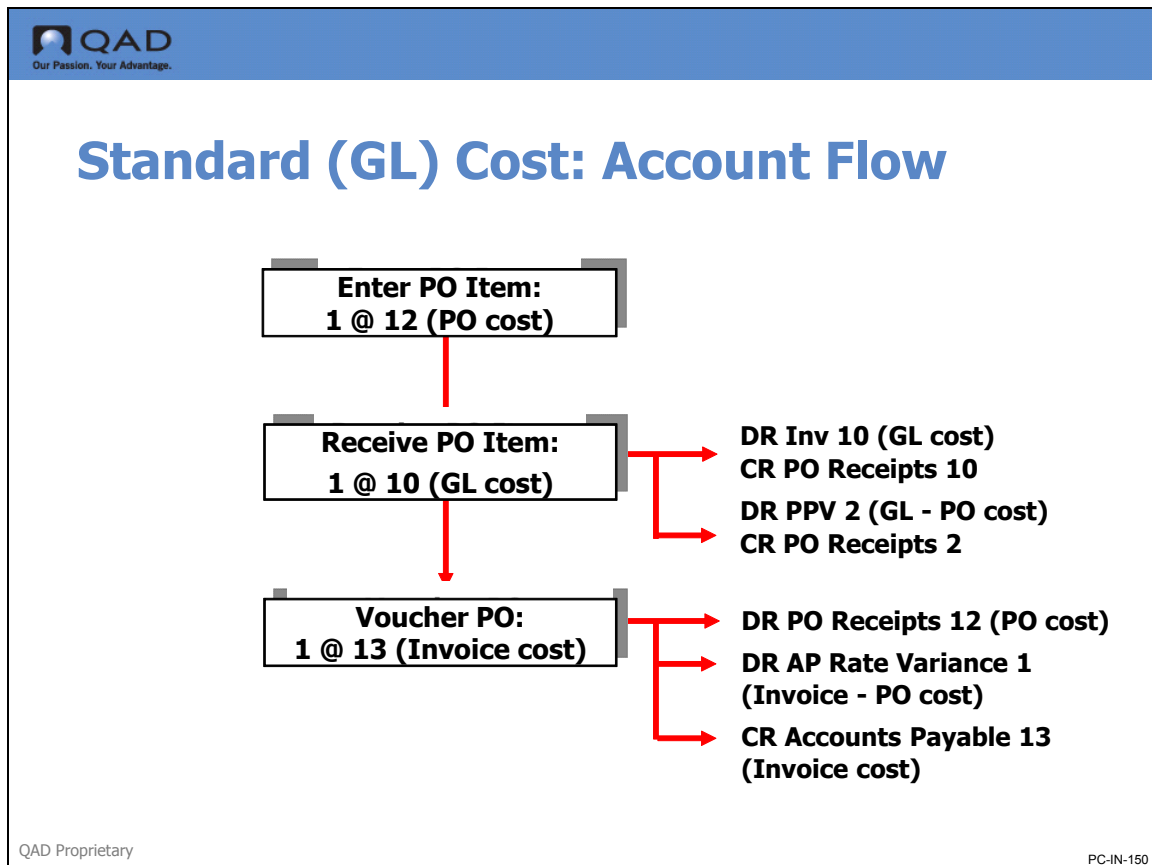 QAD
Our Passion. Your Advantage.
Standard (GL) Cost: Account Flow
Enter PO Item:
1 @ 12 (PO cost)
Receive PO Item:
1 @ 10 (GL cost)
DR Inv 10 (GL cost)
CR PO Receipts 10
DR PPV 2 (GL - PO cost)
CR PO Receipts 2
Voucher PO:
1 @ 13 (Invoice cost)
DR PO Receipts 12 (PO cost)
DR AP Rate Variance 1
(Invoice - PO cost)
CR Accounts Payable 13
(Invoice cost)
QAD Proprietary
PC-IN-150